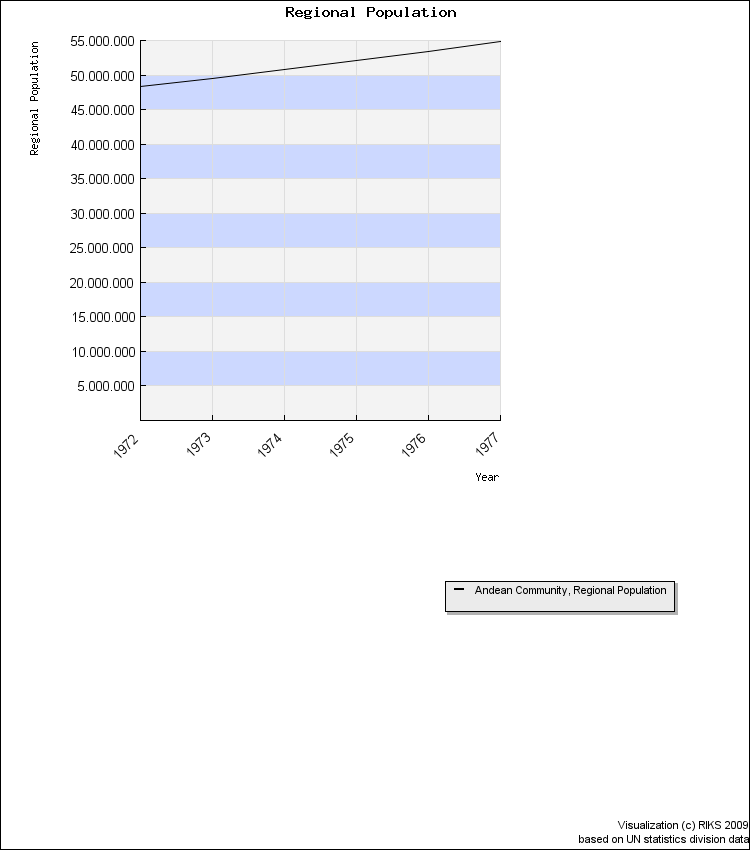 Regional Population
Regional Population
55.000.000
50.000.000
45.000.000
40.000.000
35.000.000
30.000.000
25.000.000
20.000.000
15.000.000
10.000.000
5.000.000
1972 1973 1974 1975 1976 1977
Year
Andean Community, Regional Population
Visualization (c) RIKS 2009
based on UN statistics division data